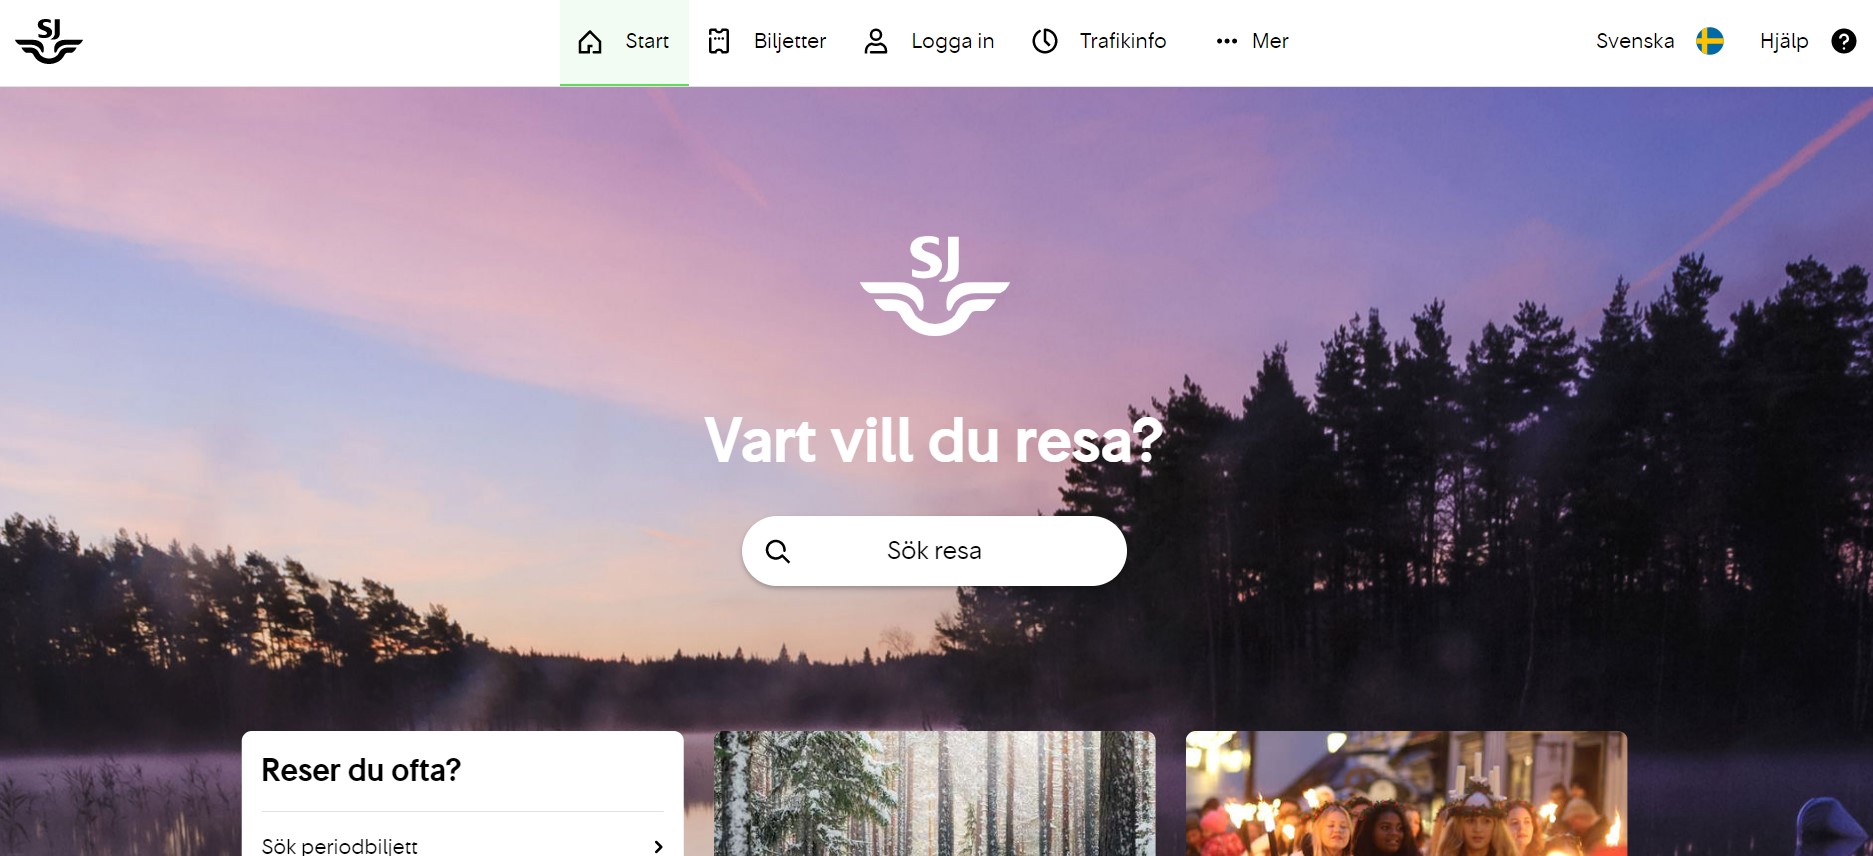 SJ
Start
Biljetter
Logga in
Trafikinfo
Mer
Svenska
Hjälp
SJ
Vart vill du resa?
Sök resa
Reser du ofta?
Sök periodbiljett